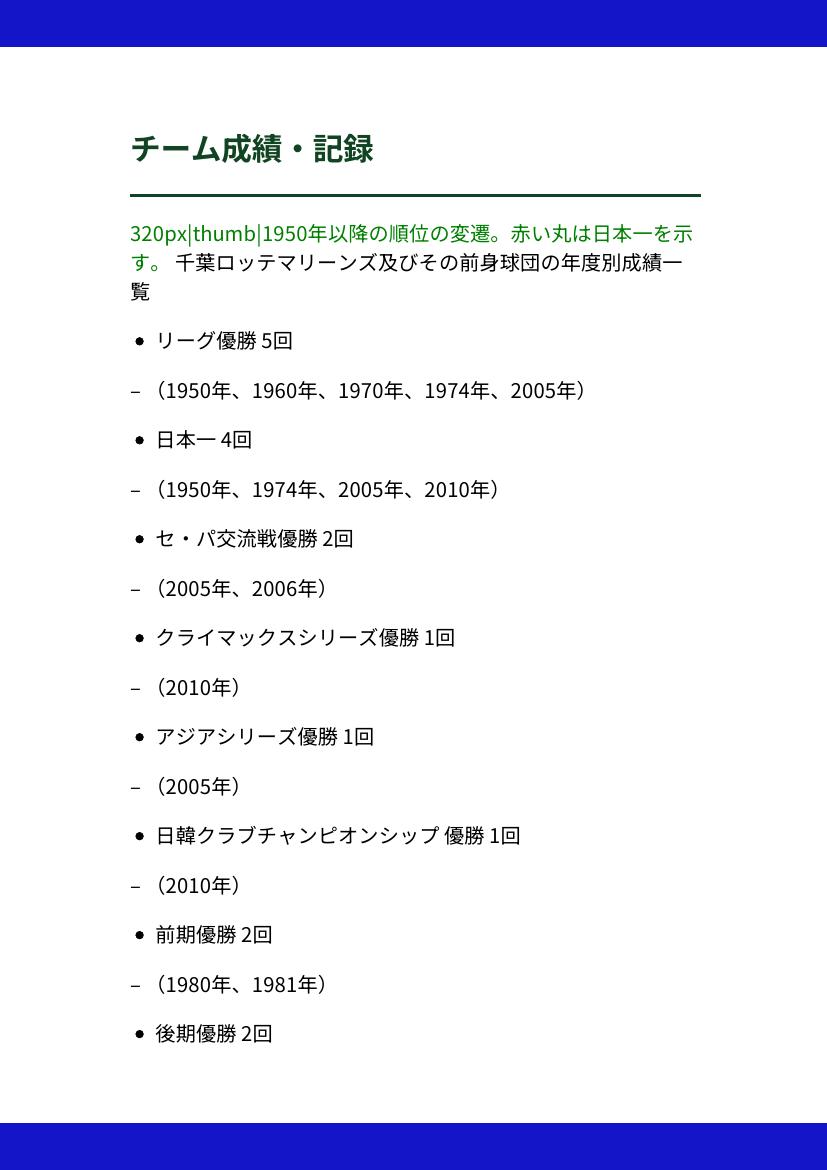 チーム成績・記録
320px|thumb|1950年以降の順位の変遷。赤い丸は日本一を示
す。 千葉ロッテマリーンズ及びその前身球団の年度別成績一
覧
● リーグ優勝 5回
– （1950年、1960年、1970年、1974年、2005年）
● 日本一 4回
– （1950年、1974年、2005年、2010年）
● セ・パ交流戦優勝 2回
– （2005年、2006年）
● クライマックスシリーズ優勝 1回
– （2010年）
● アジアシリーズ優勝 1回
– （2005年）
● 日韓クラブチャンピオンシップ 優勝 1回
– （2010年）
● 前期優勝 2回
– （1980年、1981年）
● 後期優勝 2回